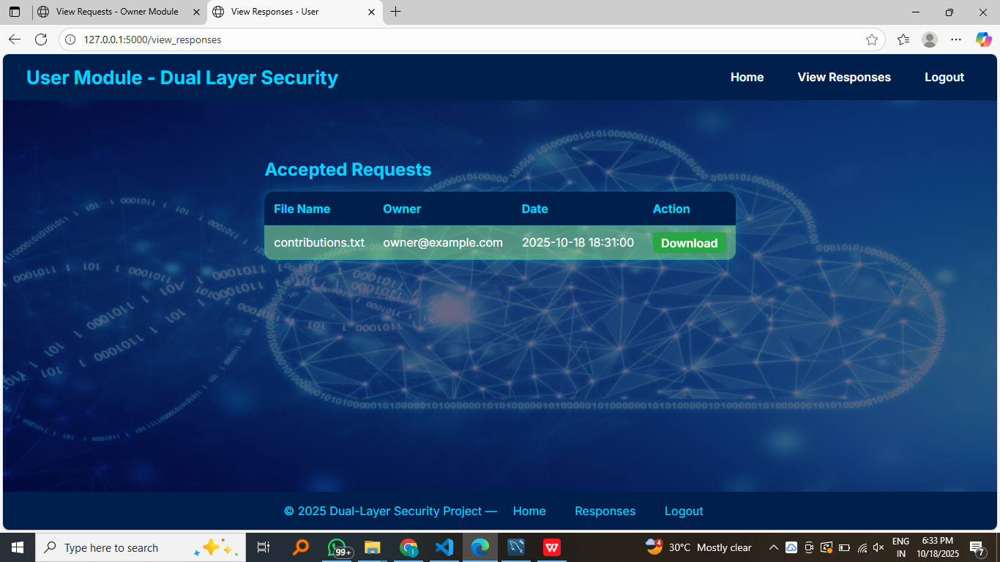 View Requests - Owner Module
View Responses - User
127.0.0.1:5000/view_responses
User Module - Dual Layer Security
Home View Responses Logout
Accepted Requests
File Name Owner Date Action
contributions.txt owner@example.com 2025-10-18 18:31:00 Download
© 2025 Dual-Layer Security Project — Home Responses Logout
Type here to search
99+
4
30°C Mostly clear
ENG
IN
6:33 PM
10/18/2025
7